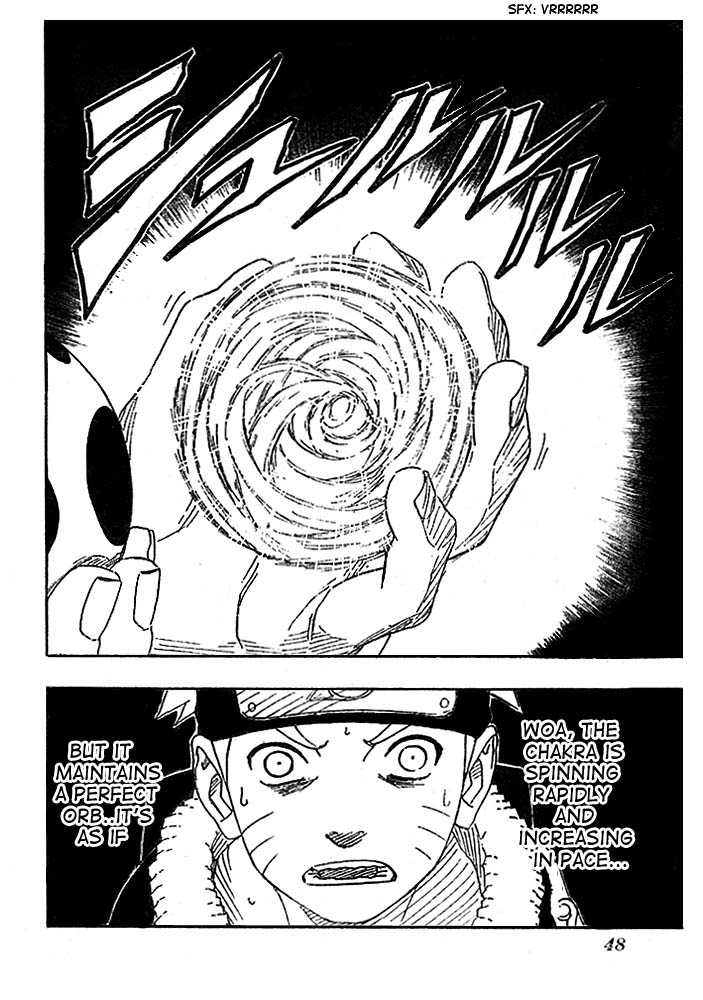 SFX: VRRRRRR
シュルルルルル
WOA, THE
CHAKRA IS
SPINNING
RAPIDLY
AND
INCREASING
IN PACE...
BUT IT
MAINTAINS
A PERFECT
ORB..IT'S
AS IF
48